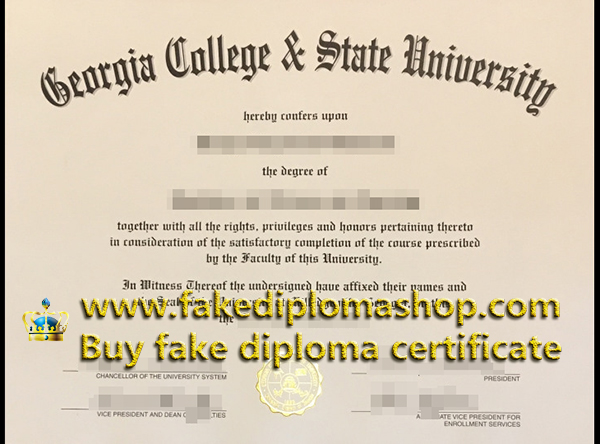 Georgia College & State University
hereby confers upon
the degree of
together with all the rights, privileges and honors pertaining thereto
in consideration of the satisfactory completion of the course prescribed
by the Faculty of this University.
In Witness Thereof the undersigned have affixed their names and
the
www.fakediplomashop.com
Buy fake diploma certificate
CHANCELLOR OF THE UNIVERSITY SYSTEM
PRESIDENT
VICE PRESIDENT AND DEAN
VICE PRESIDENT FOR
ENROLLMENT SERVICES